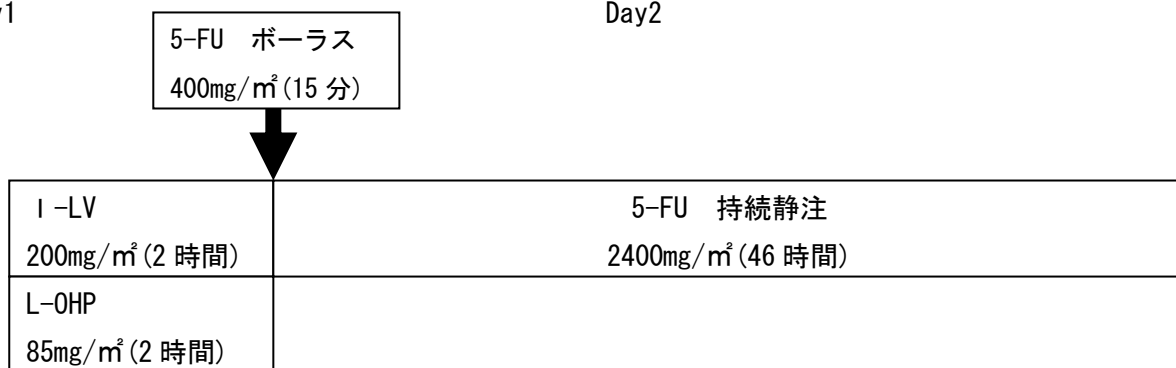 1
Day2
5-FU　ボーラス
400mg/㎡(15 分)
l-LV
200mg/㎡(2 時間)
5-FU　持続静注
2400mg/㎡(46 時間)
L-OHP
85mg/㎡(2 時間)